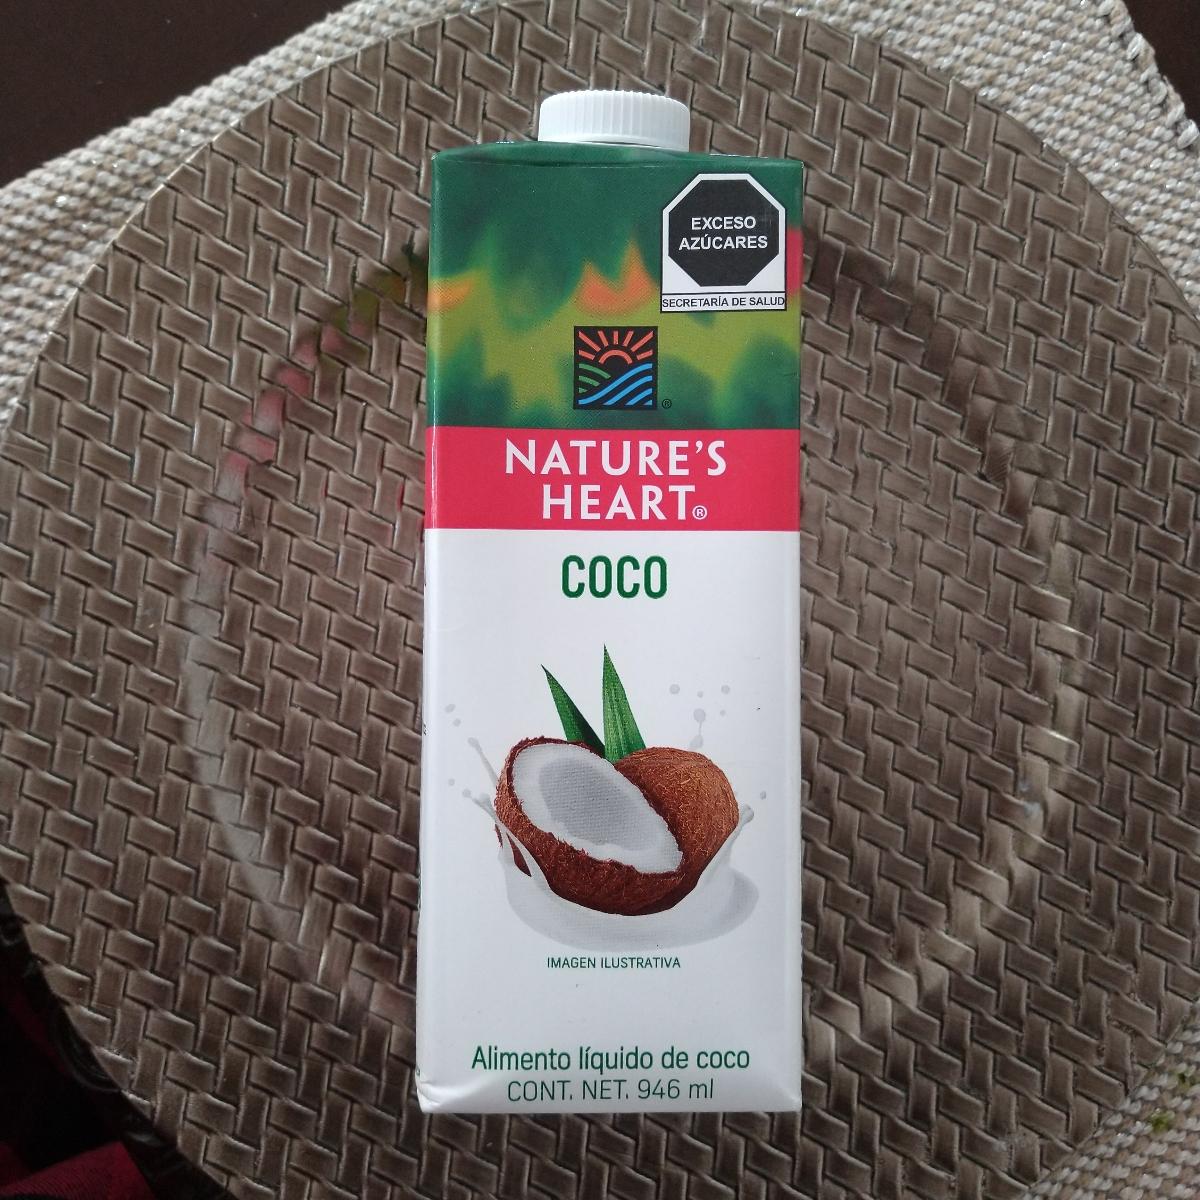 EXCESO
AZÚCARES
SECRETARÍA DE SALUD
®
NATURE'S
HEART®
COCO
IMAGEN ILUSTRATIVA
Alimento líquido de coco
CONT. NET. 946 ml